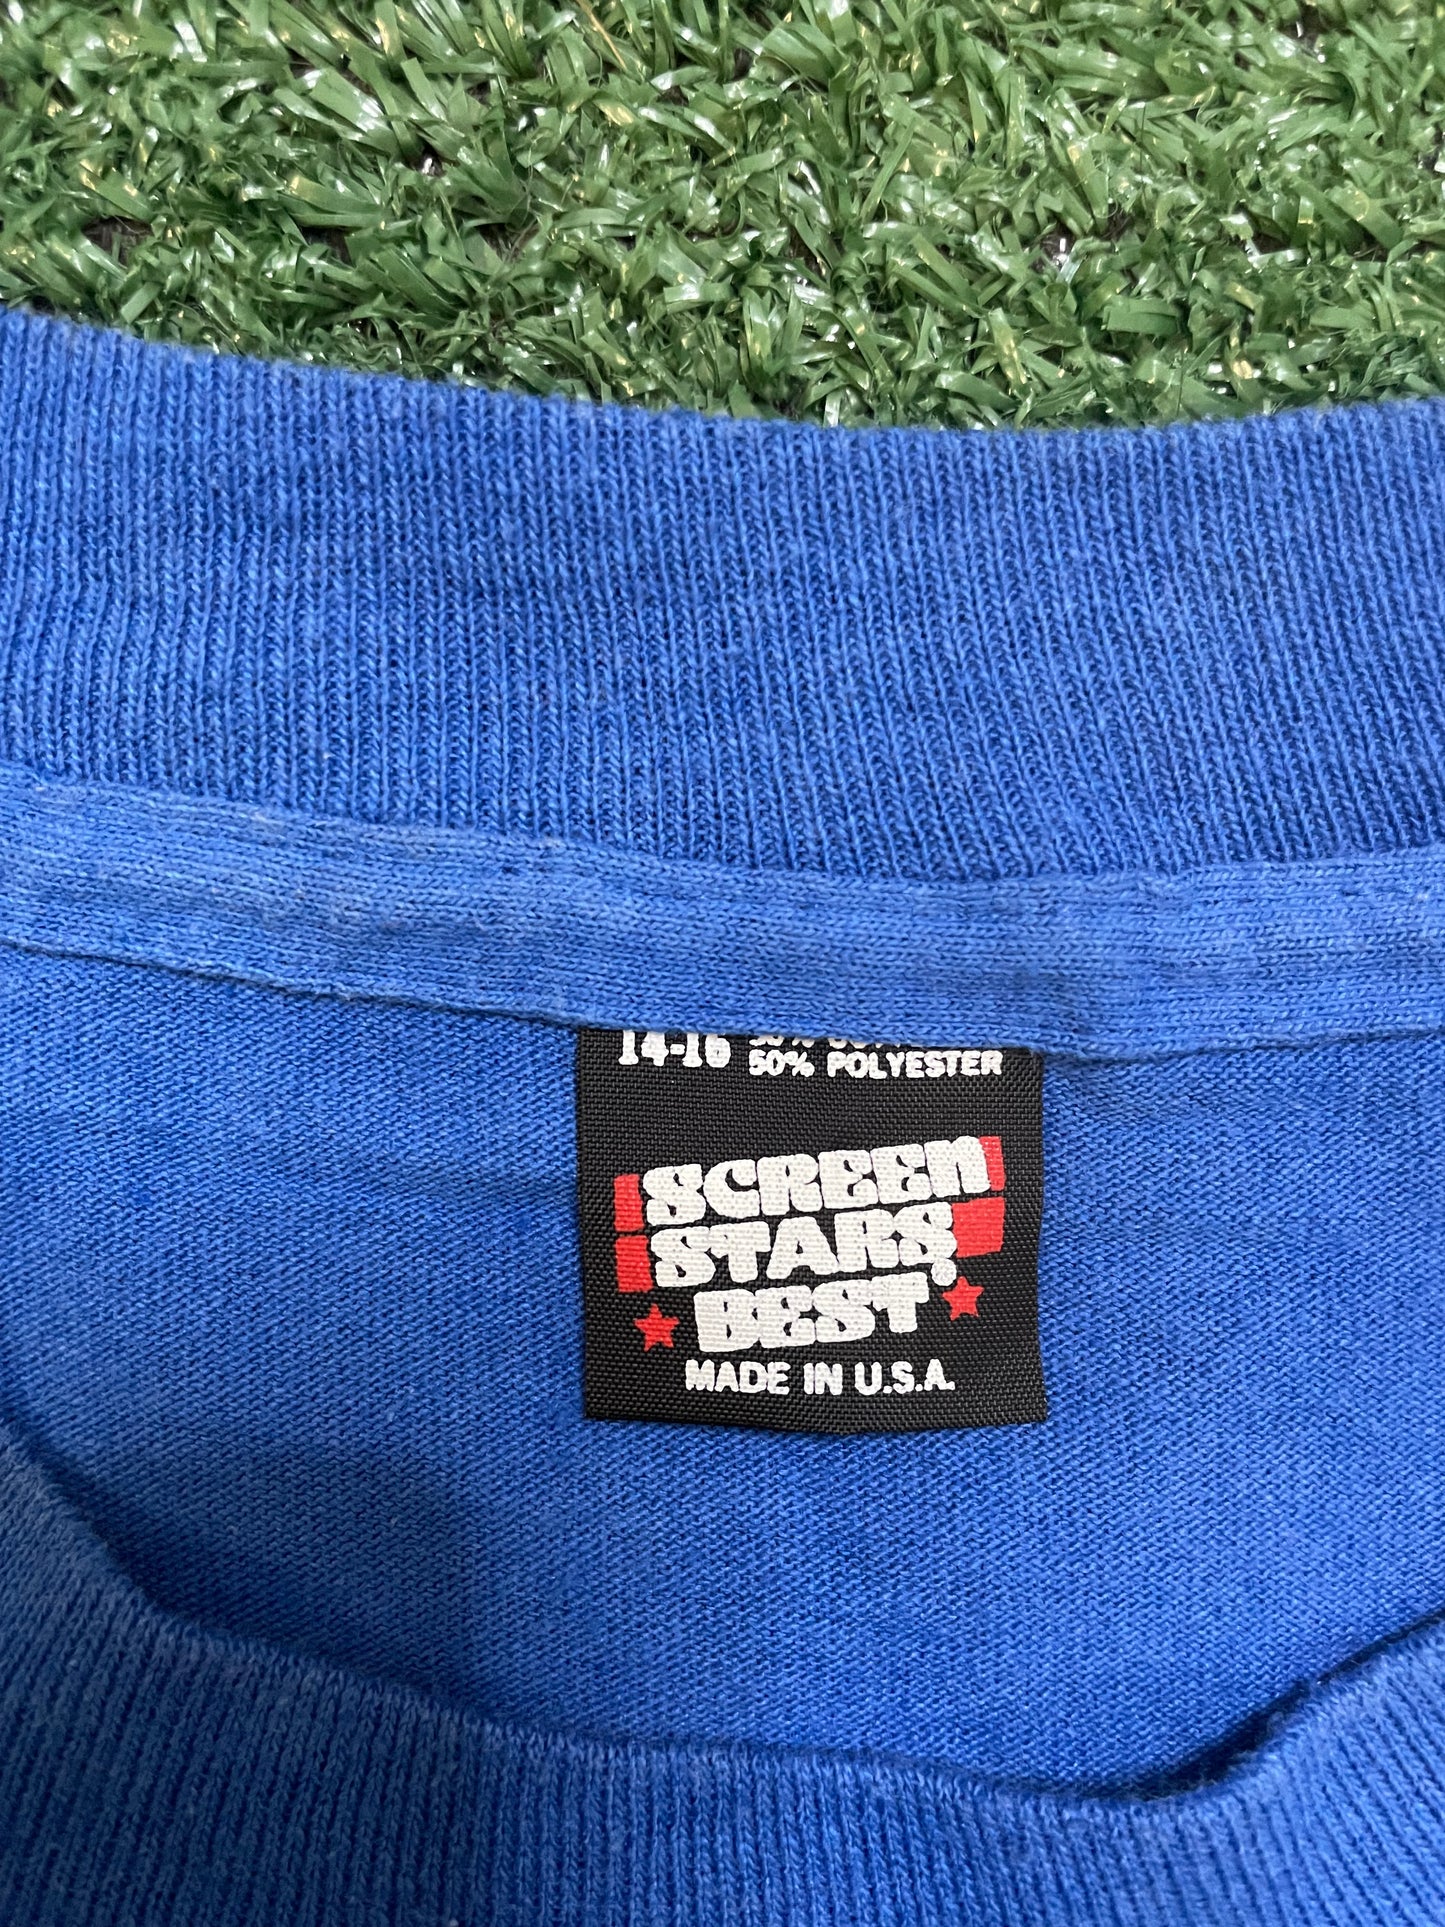 14-16 50% POLYESTER
SCREEN
STARS
BEST
MADE IN U.S.A.